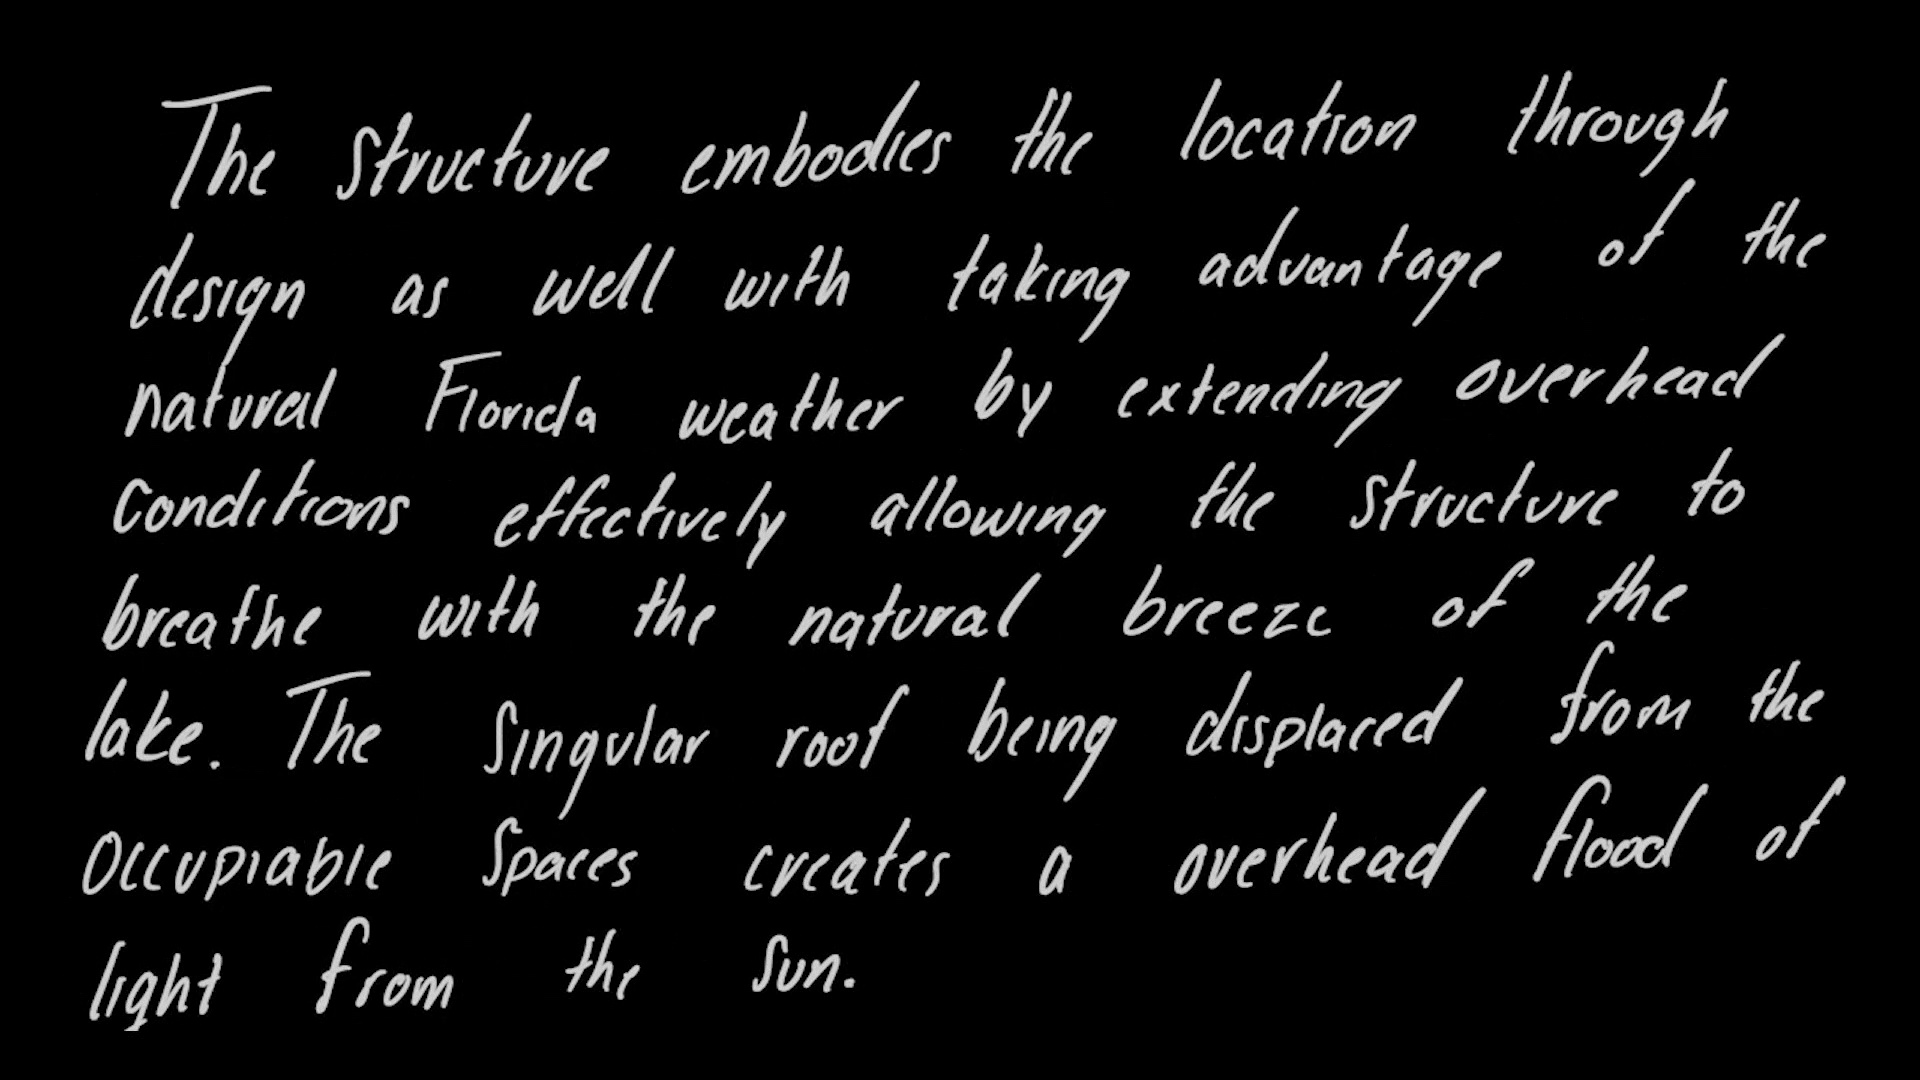 The structure embodies the location through
design as well with taking advantage of the
natural Florida weather by extending overhead
conditions effectively allowing the structure to
breathe with the natural breeze of the
lake. The singular roof being displaced from the
occupiable spaces creates a overhead flood of
light from the sun.